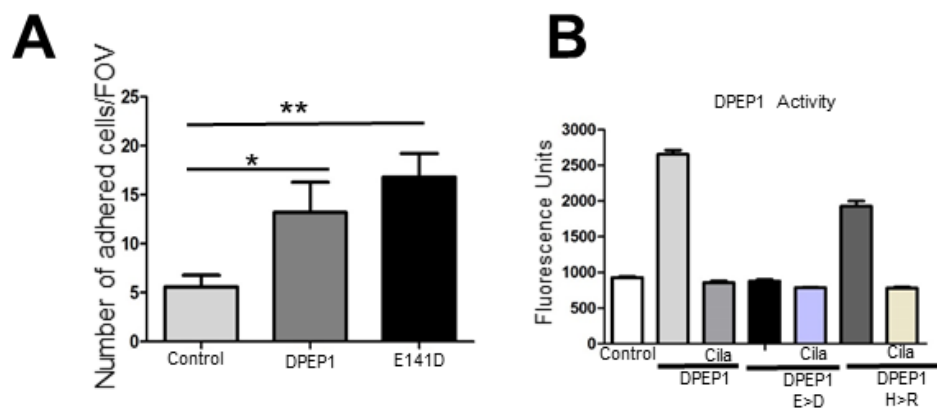 A
Number of adhered cells/FOV
25
20
15
10
5
0
**
*
Control DPEP1 E141D
B
DPEP1 Activity
Fluorescence Units
3000
2500
2000
1500
1000
500
0
Control Cila Cila Cila
DPEP1 DPEP1 DPEP1
E>D H>R